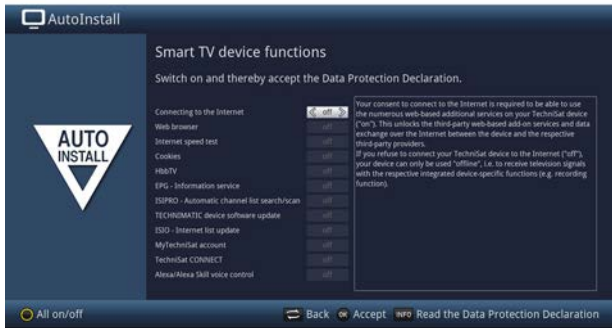 AutoInstall
Smart TV device functions
Switch on and thereby accept the Data Protection Declaration.
Connecting to the Internet off
Web browser off
Internet speed test off
Cookies off
HbbTV off
EPG - Information service off
ISIPRO - Automatic channel list search/scan off
TECHNIMATIC device software update off
ISIO - Internet list update off
MyTechniSat account off
TechniSat CONNECT off
Alexa/Alexa Skill voice control off
Your consent to connect to the Internet is required to be able to use
the numerous web-based additional services on your TechniSat device
("on"). This unlocks the third-party web-based add-on services and data
exchange over the Internet between the device and the respective
third-party providers.
If you refuse to connect your TechniSat device to the Internet ("off"),
your device can only be used "offline", i.e. to receive television signals
with the respective integrated device-specific functions (e.g. recording
function).
AUTO
INSTALL
All on/off
Back OK Accept INFO Read the Data Protection Declaration